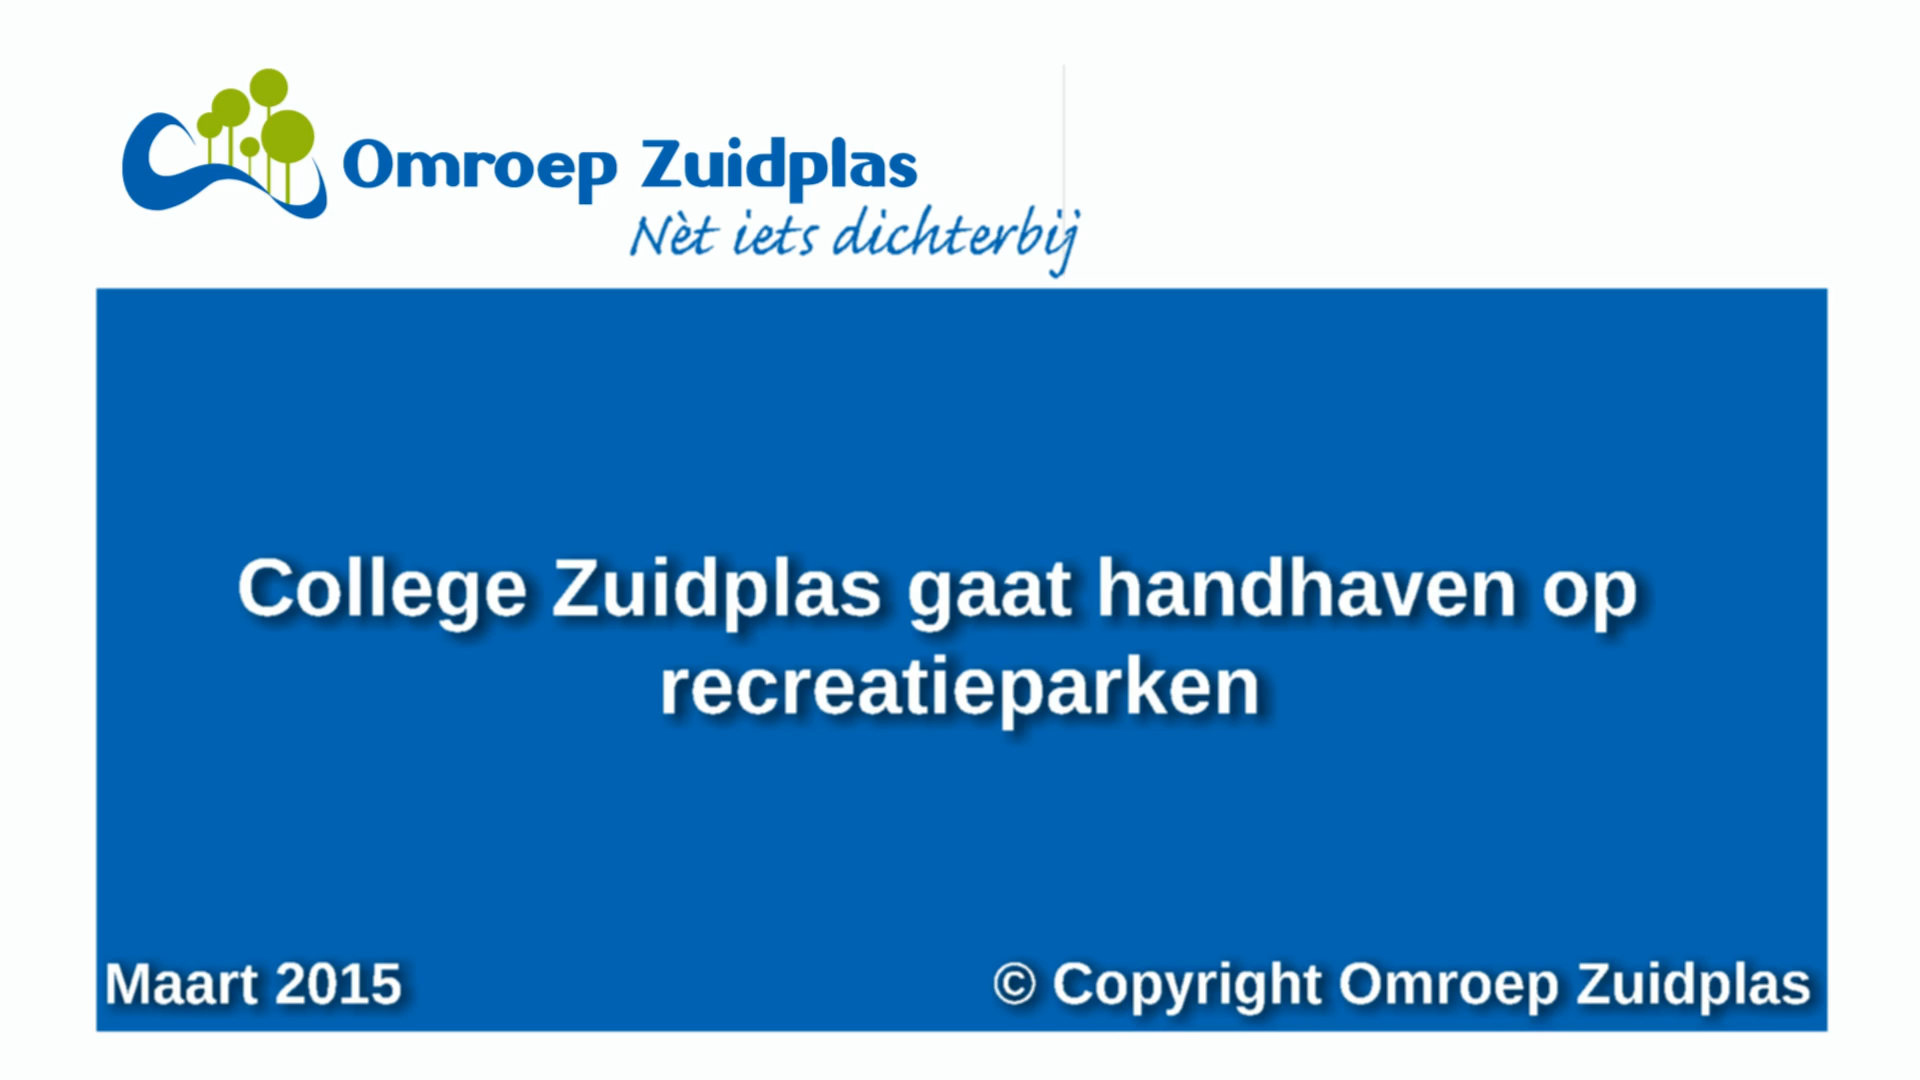 Omroep Zuidplas
Nèt iets dichterbij
College Zuidplas gaat handhaven op
recreatieparken
Maart 2015
© Copyright Omroep Zuidplas